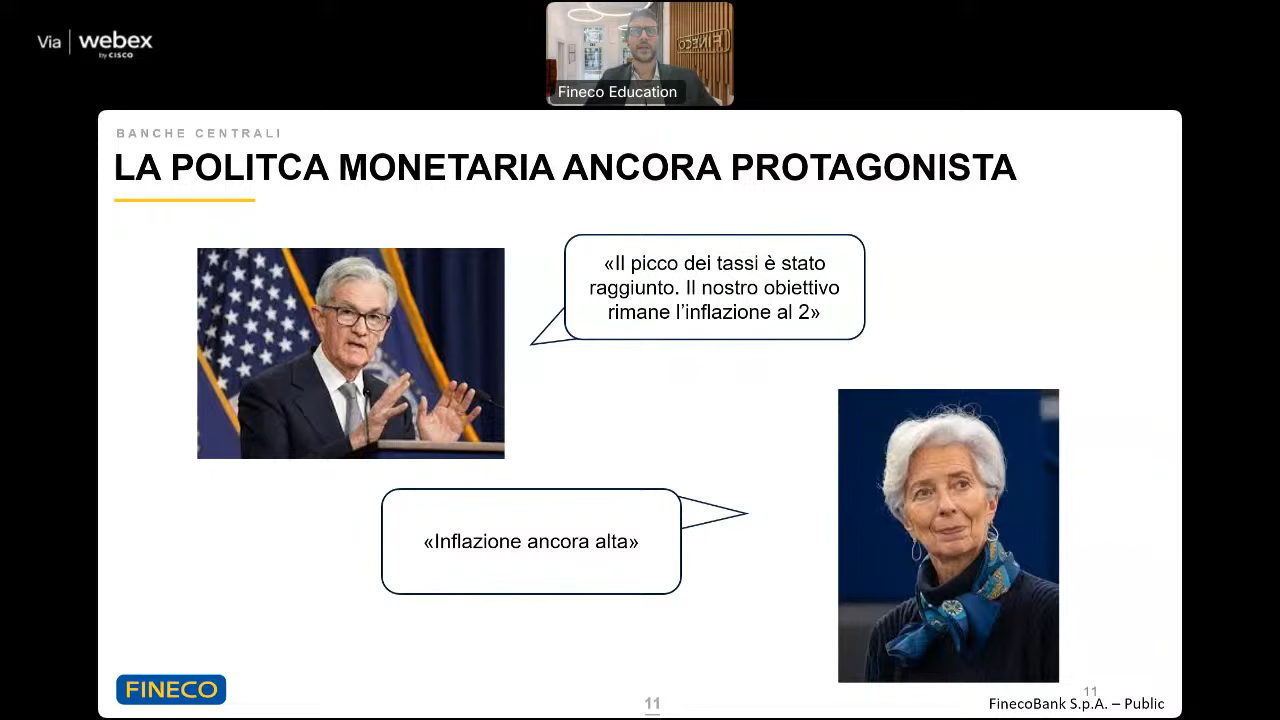 Via | webex
by CISCO
FINECO
Fineco Education
BANCHE CENTRALI
LA POLITCA MONETARIA ANCORA PROTAGONISTA
«Il picco dei tassi è stato
raggiunto. Il nostro obiettivo
rimane l’inflazione al 2»
«Inflazione ancora alta»
FINECO
11
11
FinecoBank S.p.A. – Public